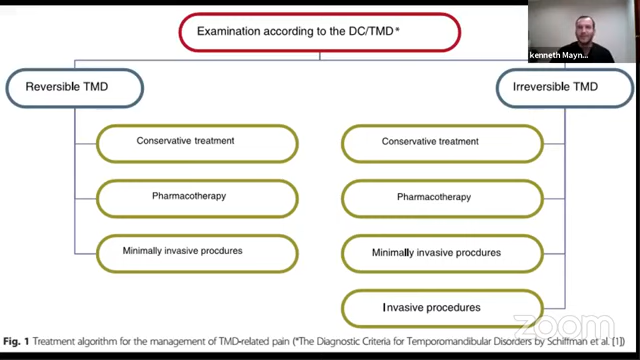 Examination according to the DC/TMD*
kenneth Mayn...
Reversible TMD
Irreversible TMD
Conservative treatment
Conservative treatment
Pharmacotherapy
Pharmacotherapy
Minimally invasive procdures
Minimally invasive procdures
Invasive procedures
zoom
Fig. 1 Treatment algorithm for the management of TMD-related pain (*The Diagnostic Criteria for Temporomandibular Disorders by Schiffman et al. [1])